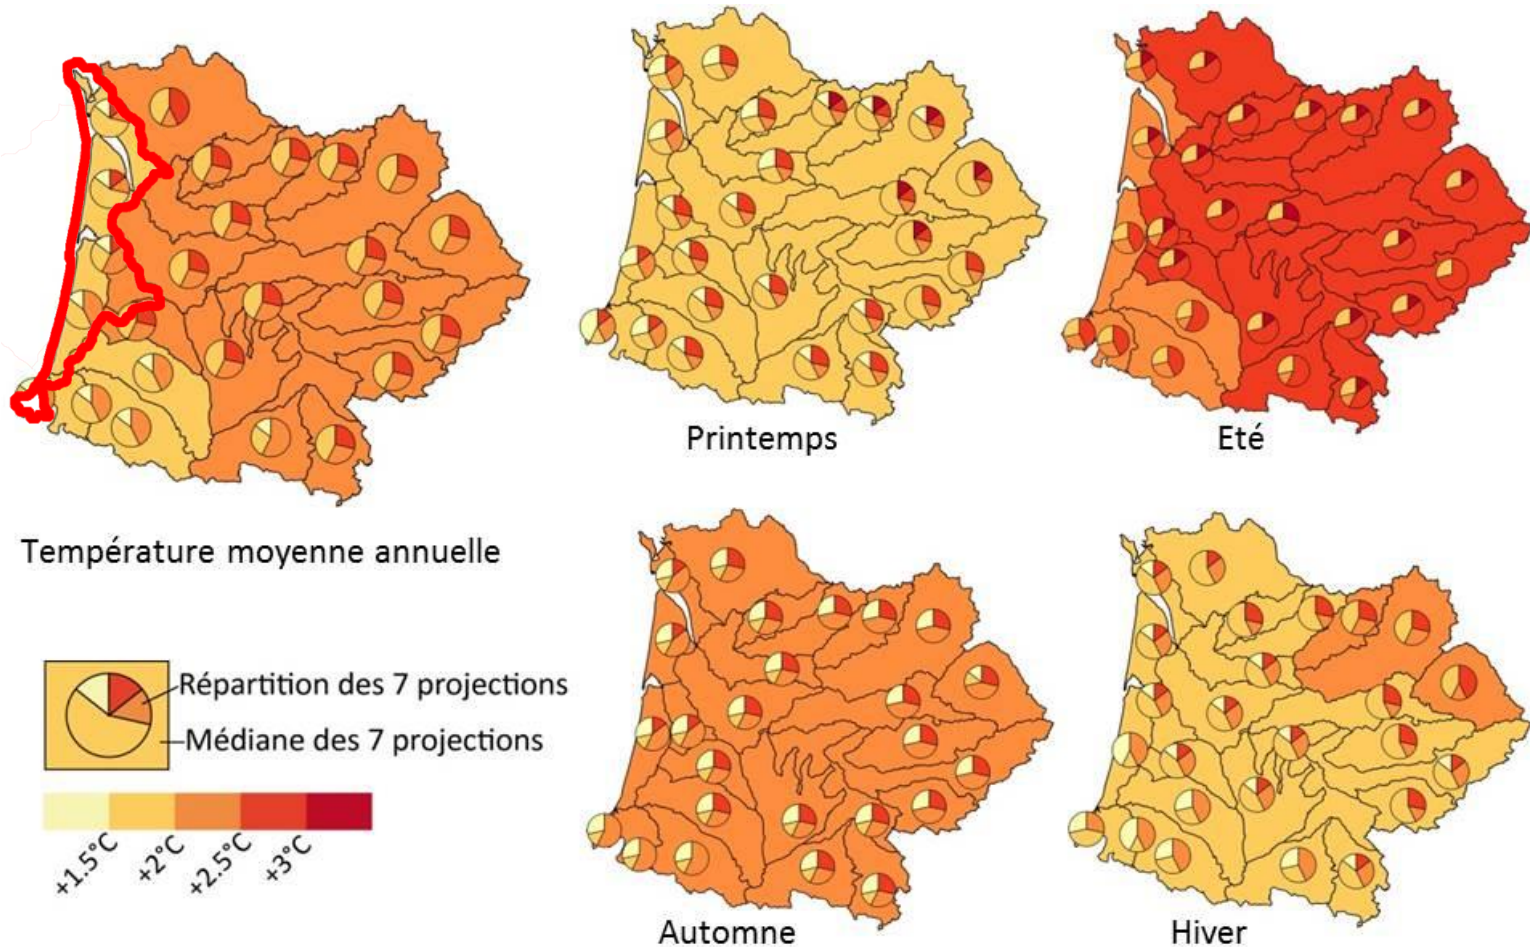 Printemps
Eté
Température moyenne annuelle
Répartition des 7 projections
Médiane des 7 projections
+1.5°C
+2°C
+2.5°C
+3°C
Automne
Hiver